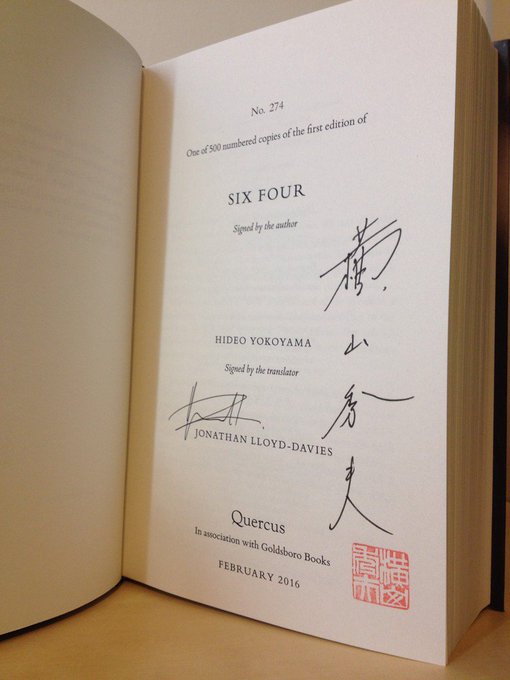 No. 274
One of 500 numbered copies of the first edition of
SIX FOUR
Signed by the author
横山秀夫
HIDEO YOKOYAMA
Signed by the translator
JONATHAN LLOYD-DAVIES
Quercus
In association with Goldsboro Books
FEBRUARY 2016